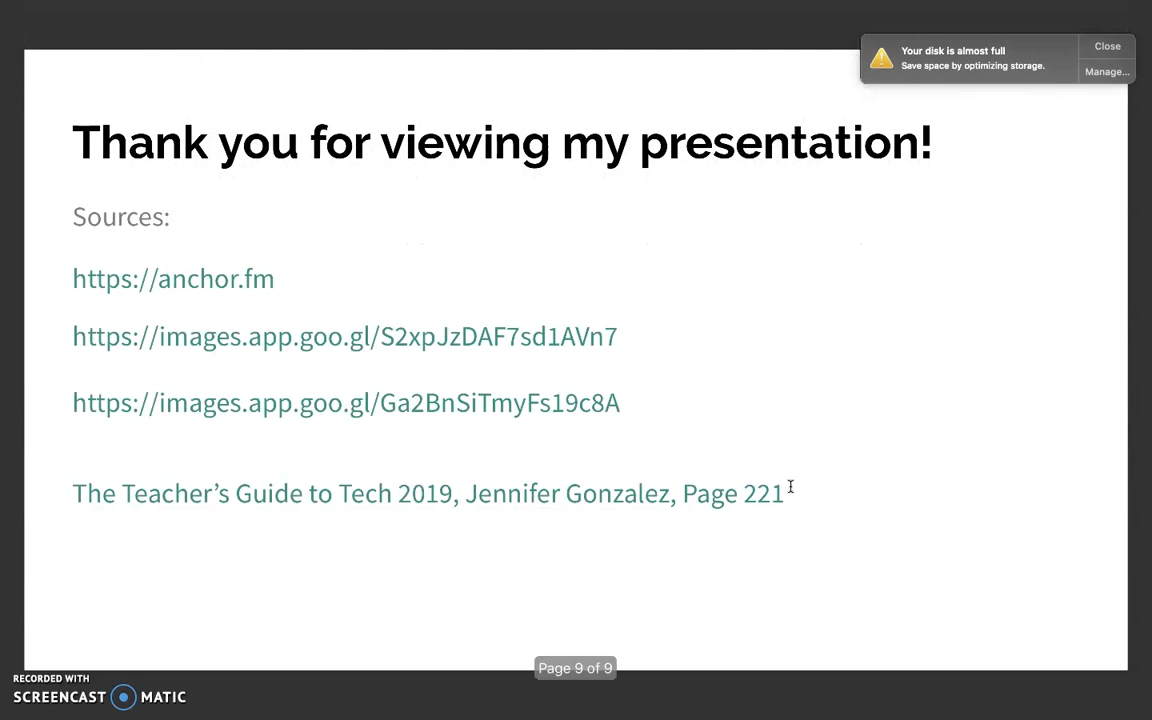 Your disk is almost full
Save space by optimizing storage.
Close
Manage...
Thank you for viewing my presentation!
Sources:
https://anchor.fm
https://images.app.goo.gl/S2xpJzDAF7sd1AVn7
https://images.app.goo.gl/Ga2BnSiTmyFs19c8A
The Teacher’s Guide to Tech 2019, Jennifer Gonzalez, Page 221
Page 9 of 9
RECORDED WITH
SCREENCAST MATIC